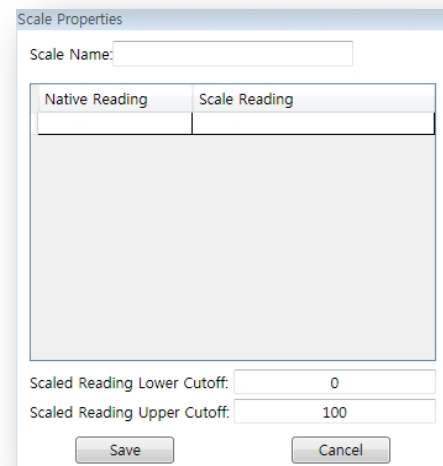 Scale Properties
Scale Name:
Native Reading Scale Reading
Scaled Reading Lower Cutoff: 0
Scaled Reading Upper Cutoff: 100
Save Cancel